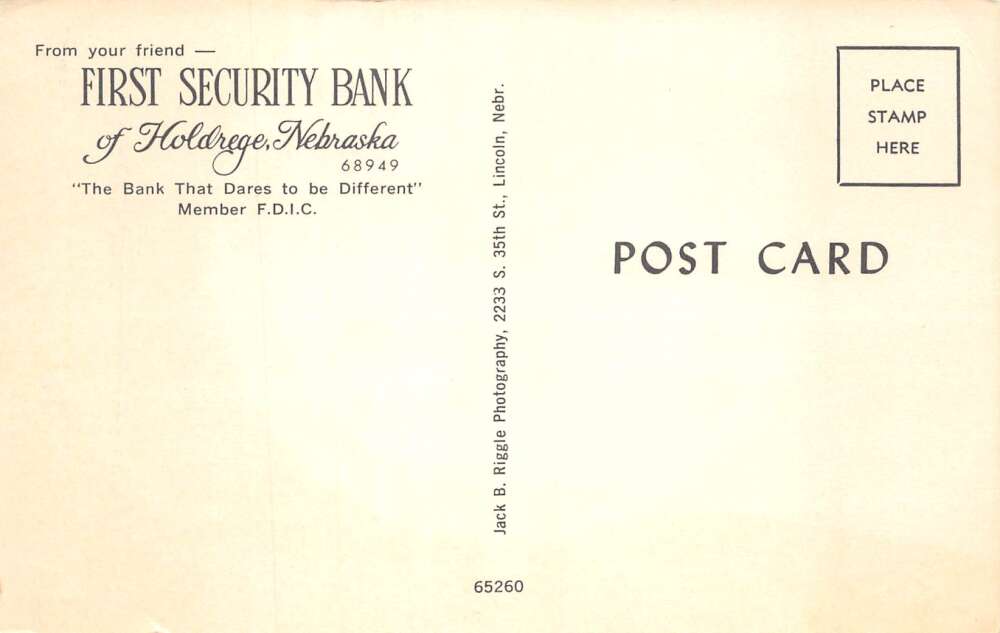 From your friend —
FIRST SECURITY BANK
of Holdrege, Nebraska
68949
"The Bank That Dares to be Different"
Member F.D.I.C.
Jack B. Riggle Photography, 2233 S. 35th St., Lincoln, Nebr.
65260
PLACE
STAMP
HERE
POST CARD